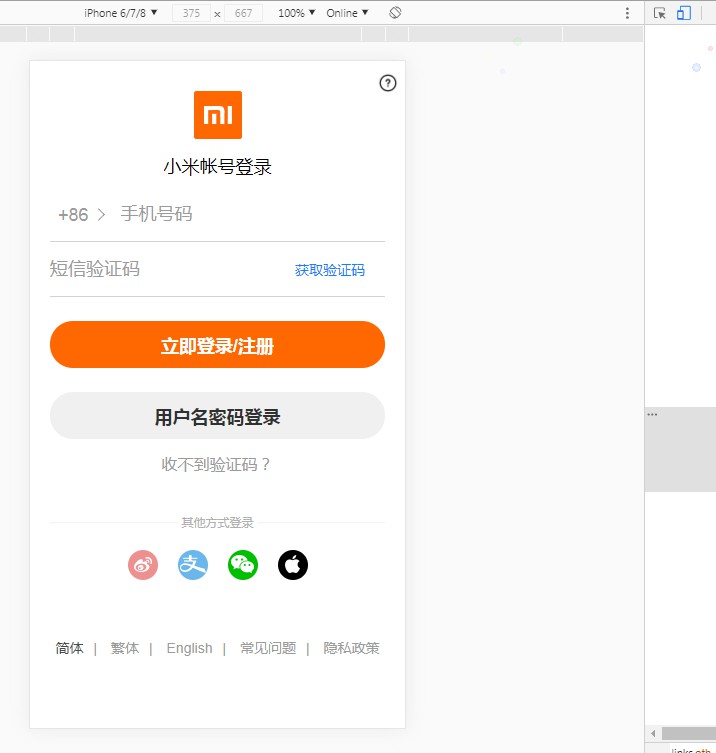 iPhone 6/7/8 ▼ 375 × 667 100% ▼ Online ▼
mi
小米帐号登录
+86 手机号码
短信验证码 获取验证码
立即登录/注册
用户名密码登录
收不到验证码？
其他方式登录
简体 | 繁体 | English | 常见问题 | 隐私政策